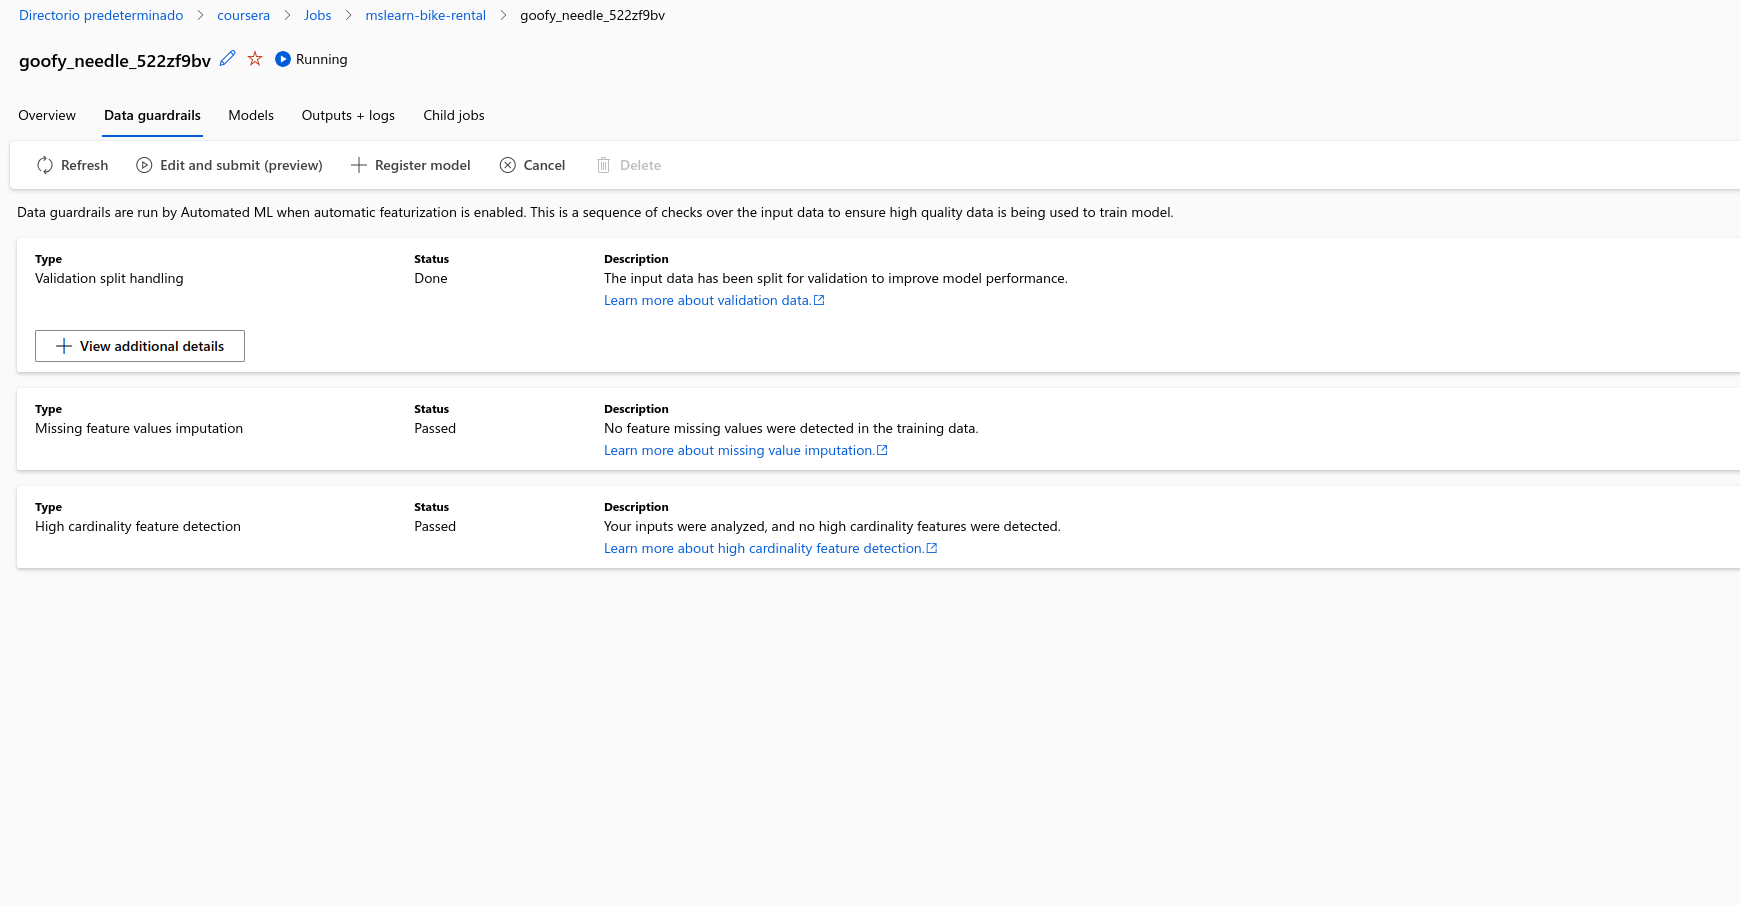 Directorio predeterminado > coursera > Jobs > mslearn-bike-rental > goofy_needle_522zf9bv
goofy_needle_522zf9bv Running
Overview Data guardrails Models Outputs + logs Child jobs
Refresh Edit and submit (preview) Register model Cancel Delete
Data guardrails are run by Automated ML when automatic featurization is enabled. This is a sequence of checks over the input data to ensure high quality data is being used to train model.
Type Status Description
Validation split handling Done The input data has been split for validation to improve model performance.
Learn more about validation data.
View additional details
Type Status Description
Missing feature values imputation Passed No feature missing values were detected in the training data.
Learn more about missing value imputation.
Type Status Description
High cardinality feature detection Passed Your inputs were analyzed, and no high cardinality features were detected.
Learn more about high cardinality feature detection.